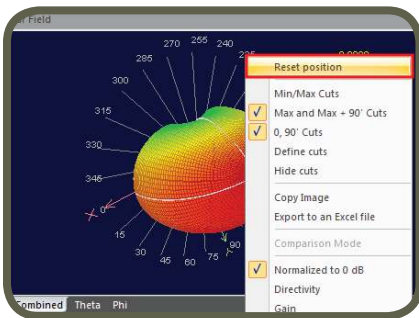 Field
270 255 240
285
300
315
330
345
0
X
15
30
45
60
75
90
Y
Reset position
Min/Max Cuts
Max and Max + 90' Cuts
0, 90' Cuts
Define cuts
Hide cuts
Copy Image
Export to an Excel file
Comparison Mode
Normalized to 0 dB
Directivity
Gain
Combined Theta Phi